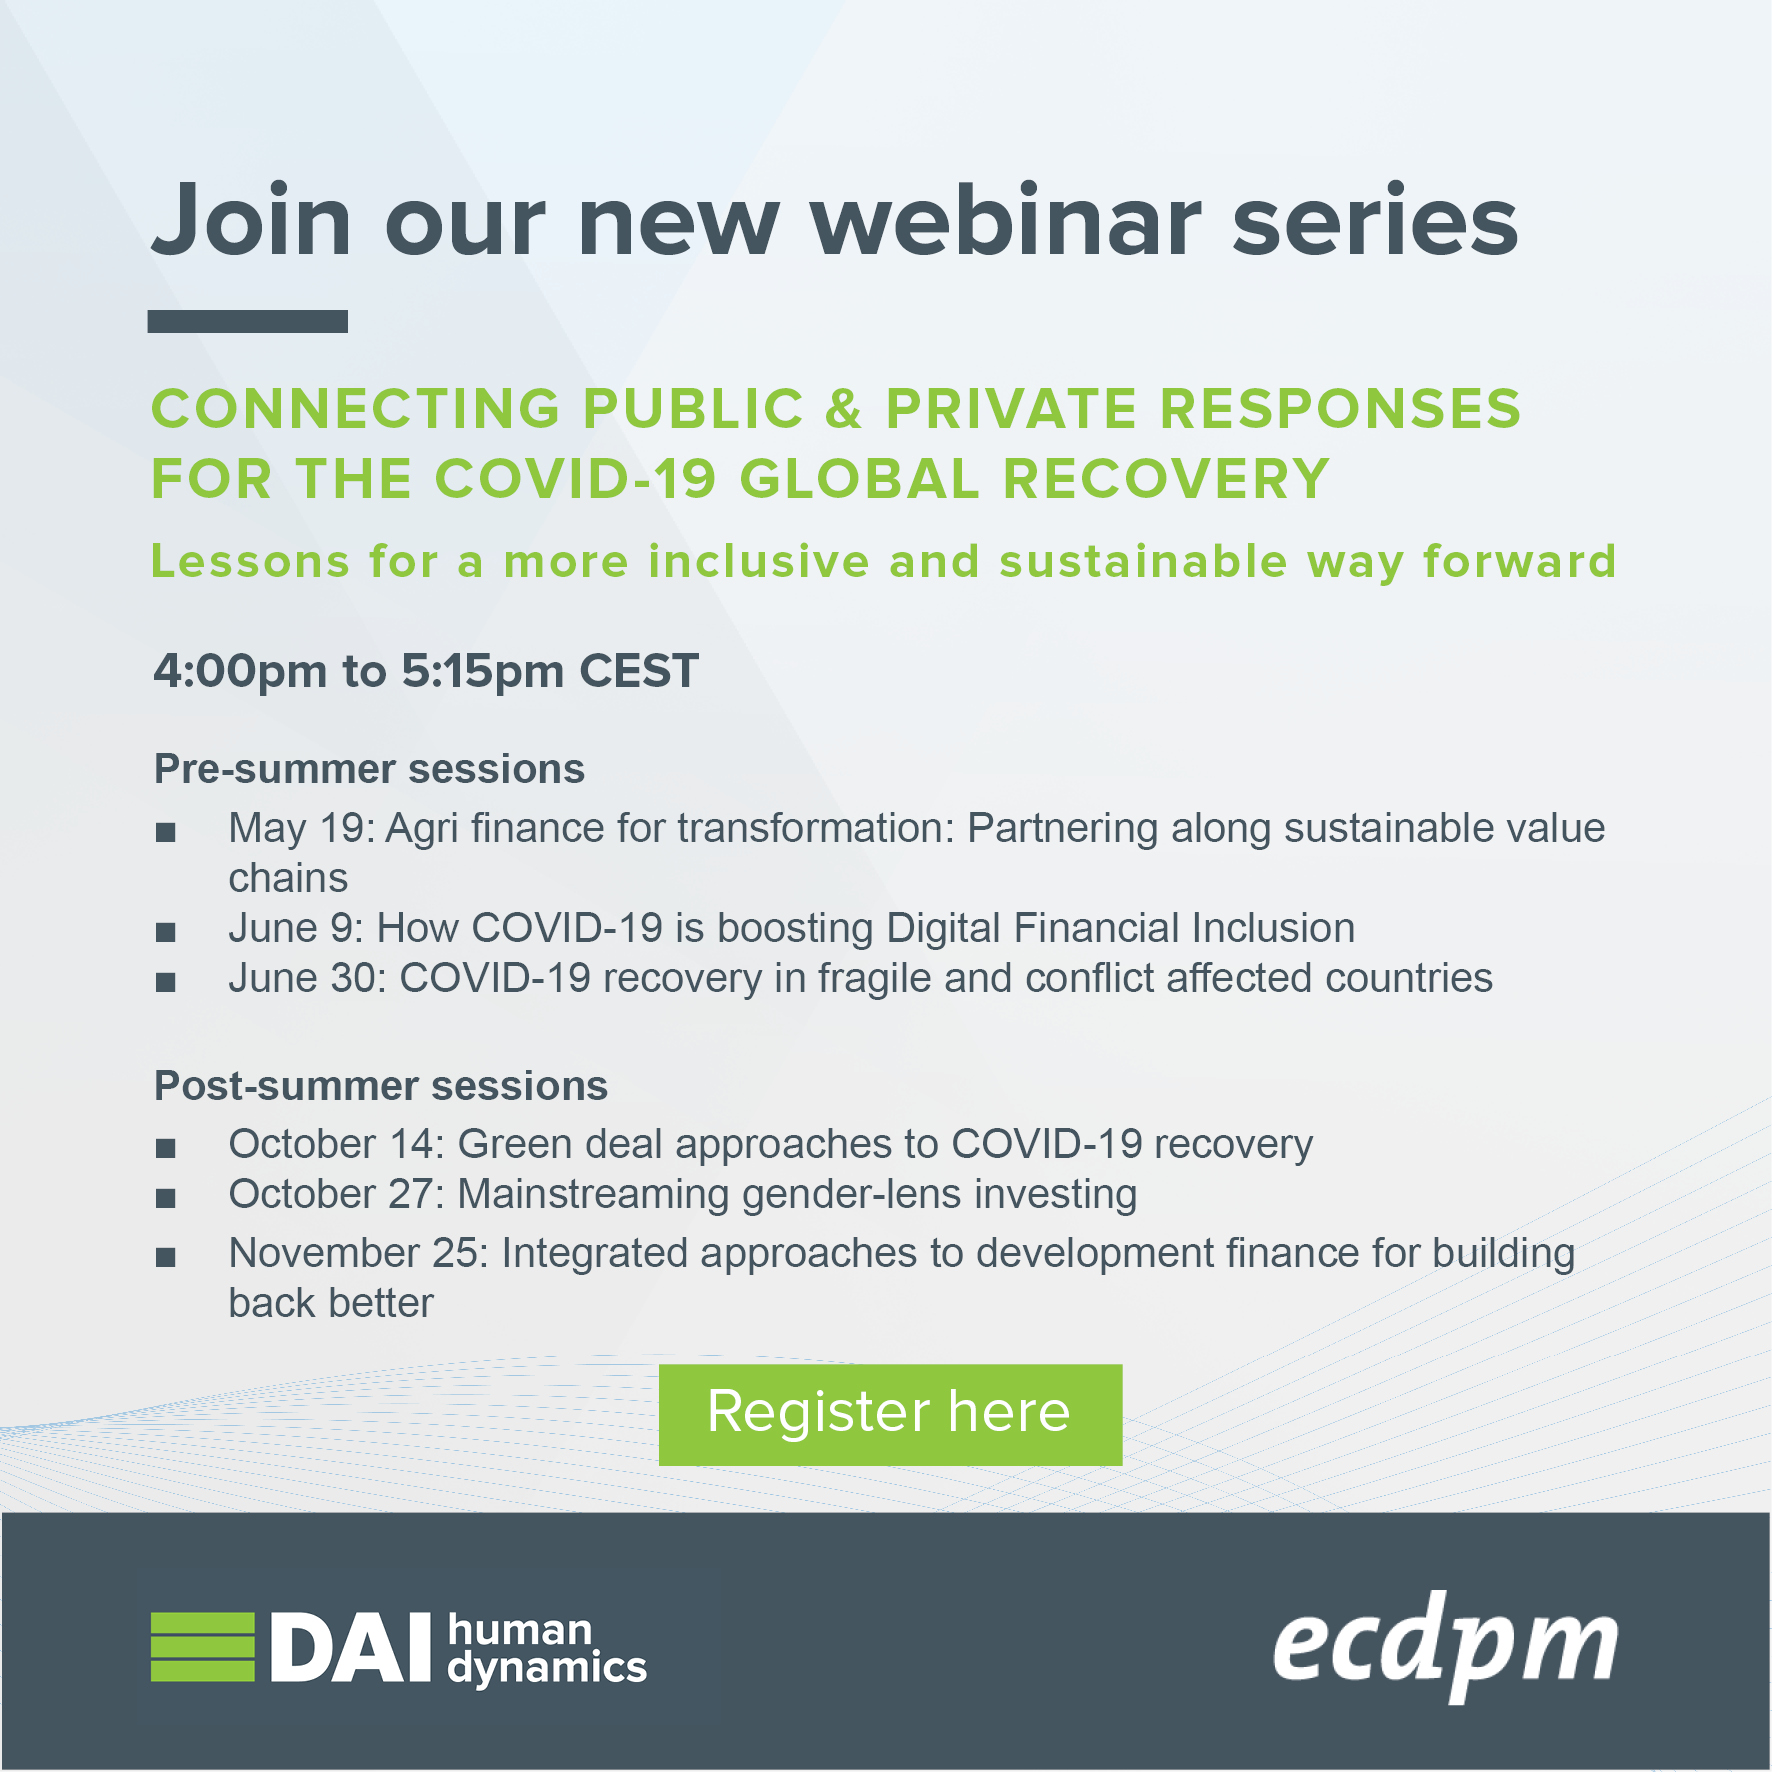 Join our new webinar series
CONNECTING PUBLIC & PRIVATE RESPONSES
FOR THE COVID-19 GLOBAL RECOVERY
Lessons for a more inclusive and sustainable way forward
4:00pm to 5:15pm CEST
Pre-summer sessions
■ May 19: Agri finance for transformation: Partnering along sustainable value
chains
■ June 9: How COVID-19 is boosting Digital Financial Inclusion
■ June 30: COVID-19 recovery in fragile and conflict affected countries
Post-summer sessions
■ October 14: Green deal approaches to COVID-19 recovery
■ October 27: Mainstreaming gender-lens investing
■ November 25: Integrated approaches to development finance for building
back better
Register here
DAI human
dynamics
ecdpm